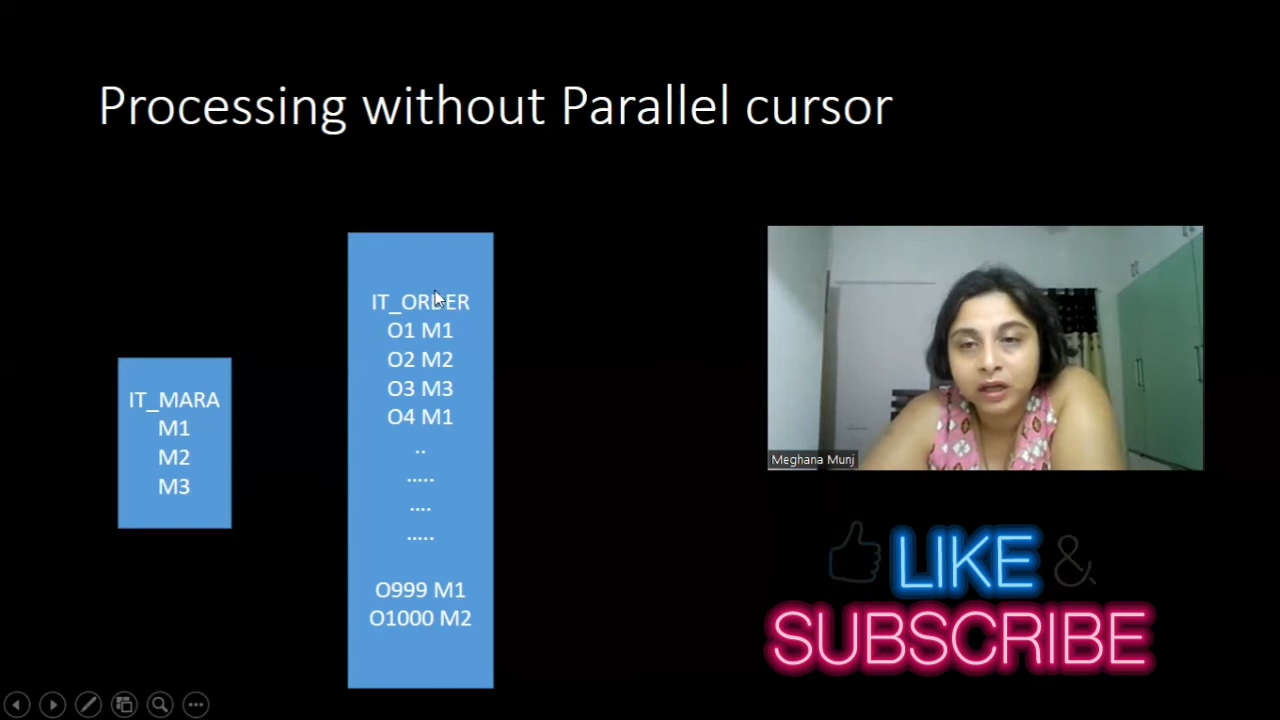 Processing without Parallel cursor
IT_MARA
M1
M2
M3
IT_ORDER
O1 M1
O2 M2
O3 M3
O4 M1
..
.....
....
.....
O999 M1
O1000 M2
Meghana Munj
LIKE &
SUBSCRIBE